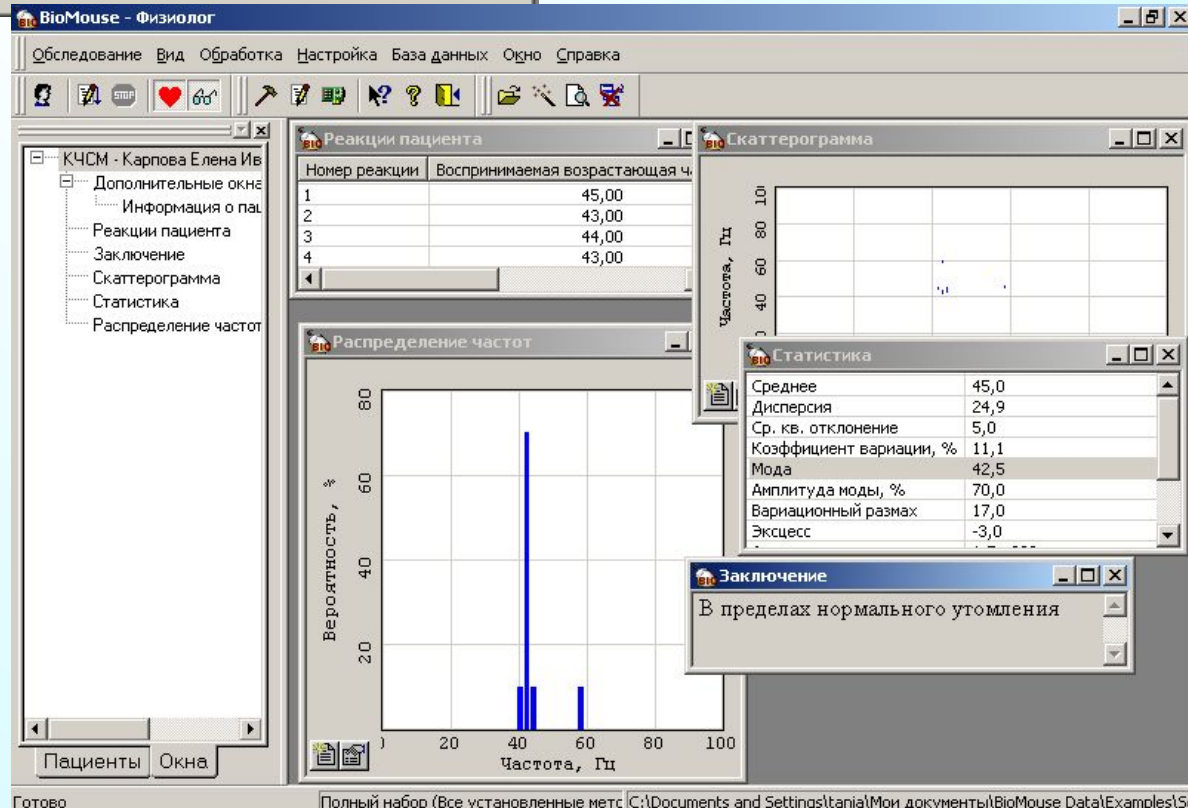 BioMouse - Физиолог
Обследование Вид Обработка Настройка База данных Окно Справка
STOP
КЧСМ - Карпова Елена Ив
Дополнительные окна
Информация о пац
Реакции пациента
Заключение
Скаттерограмма
Статистика
Распределение частот
Пациенты Окна
Реакции пациента
Номер реакции Воспринимаемая возрастающая ч
1 45,00
2 43,00
3 44,00
4 43,00
Скаттерограмма
Частота, Гц
80
60
40
Распределение частот
Вероятность, %
80
60
40
20
20 40 60 80 100
Частота, Гц
Статистика
Среднее 45,0
Дисперсия 24,9
Ср. кв. отклонение 5,0
Коэффициент вариации, % 11,1
Мода 42,5
Амплитуда моды, % 70,0
Вариационный размах 17,0
Эксцесс -3,0
Заключение
В пределах нормального утомления
Готово
Полный набор (Все установленные метс C:\Documents and Settings\tanja\Мои документы\BioMouse Data\Examples\S